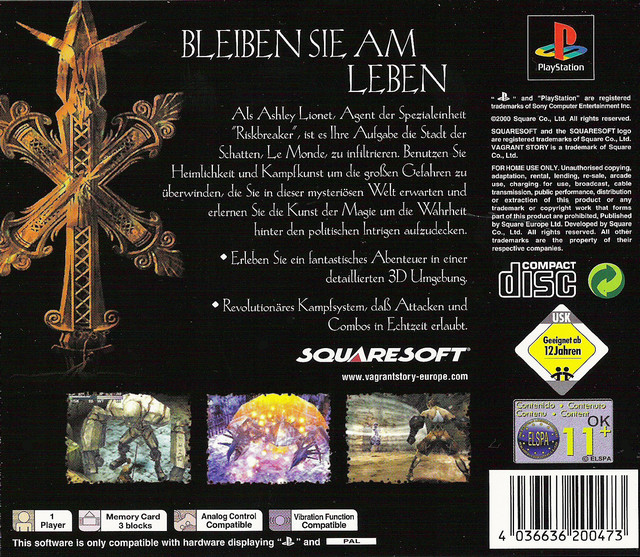 BLEIBEN SIE AM
LEBEN
Als Ashley Lionet, Agent der Spezialeinheit
"Riskbreaker", ist es Ihre Aufgabe die Stadt der
Schatten, Le Monde, zu infiltrieren. Benutzen Sie
Heimlichkeit und Kampfkunst um die großen Gefahren zu
überwinden, die Sie in dieser mysteriösen Welt erwarten und
erlernen Sie die Kunst der Magie um die Wahrheit
hinter den politischen Intrigen aufzudecken.
• Erleben Sie ein fantastisches Abenteuer in einer
detaillierten 3D Umgebung.
• Revolutionäres Kampfsystem, daß Attacken und
Combos in Echtzeit erlaubt.
SQUARESOFT
www.vagrantstory-europe.com
PlayStation
" " and "PlayStation" are registered
trademarks of Sony Computer Entertainment Inc.
©2000 Square Co., Ltd. All rights reserved.
SQUARESOFT and the SQUARESOFT logo
are registered trademarks of Square Co., Ltd.
VAGRANT STORY is a trademark of Square
Co., Ltd.
FOR HOME USE ONLY. Unauthorised copying,
adaptation, rental, lending, re-sale, arcade
use, charging for use, broadcast, cable
transmission, public performance, distribution
or extraction of this product or any
trademark or copyright work that forms
part of this product are prohibited, Published
by Square Europe Ltd. Developed by Square
Co., Ltd. All rights reserved. All other
trademarks are the property of their
respective companies.
COMPACT
disc
USK
Geeignet ab
12 Jahren
Contenido • Contenuto
Contenu • Content
OK
ELSPA
11+
© ELSPA
4 036636 200473
1
Player
Memory Card
3 blocks
Analog Control
Compatible
Vibration Function
Compatible
This software is only compatible with hardware displaying " " and PAL